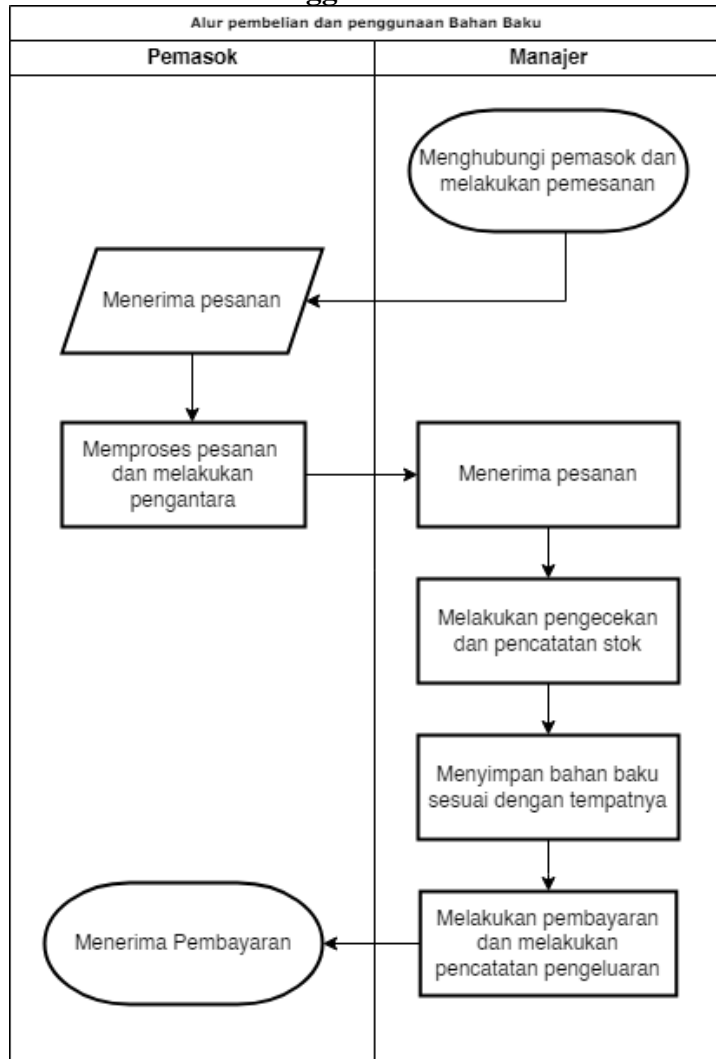 Alur pembelian dan penggunaan Bahan Baku
Pemasok
Manajer
Menghubungi pemasok dan
melakukan pemesanan
Menerima pesanan
Memproses pesanan
dan melakukan
pengantara
Menerima pesanan
Melakukan pengecekan
dan pencatatan stok
Menyimpan bahan baku
sesuai dengan tempatnya
Melakukan pembayaran
dan melakukan
pencatatan pengeluaran
Menerima Pembayaran